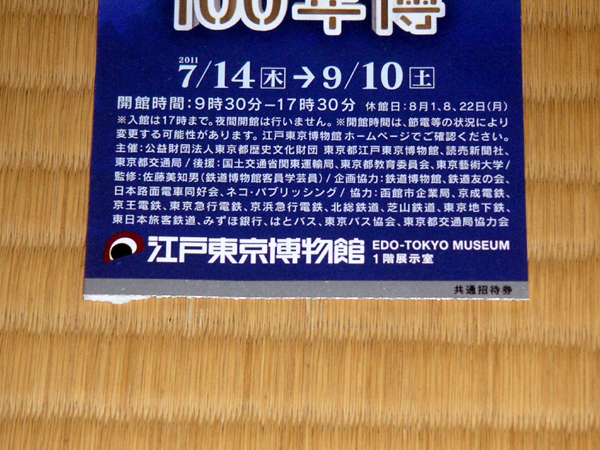 100年博
2011
7/14[木]→9/10[土]
開館時間:9時30分−17時30分 休館日:8月1、8、22日(月)
※入館は17時まで。夜間開館は行いません。※開館時間は、節電等の状況により
変更する可能性があります。江戸東京博物館 ホームページでご確認ください。
主催:公益財団法人東京都歴史文化財団 東京都江戸東京博物館、読売新聞社、
東京都交通局/後援:国土交通省関東運輸局、東京都教育委員会、東京藝術大学/
監修:佐藤美知男(鉄道博物館客員学芸員)/企画協力:鉄道博物館、鉄道友の会、
日本路面電車同好会、ネコ・パブリッシング/協力:函館市企業局、京成電鉄、
京王電鉄、東京急行電鉄、京浜急行電鉄、北総鉄道、芝山鉄道、東京地下鉄、
東日本旅客鉄道、みずほ銀行、はとバス、東京バス協会、東京都交通局協力会
江戸東京博物館 EDO-TOKYO MUSEUM
1階展示室
共通招待券